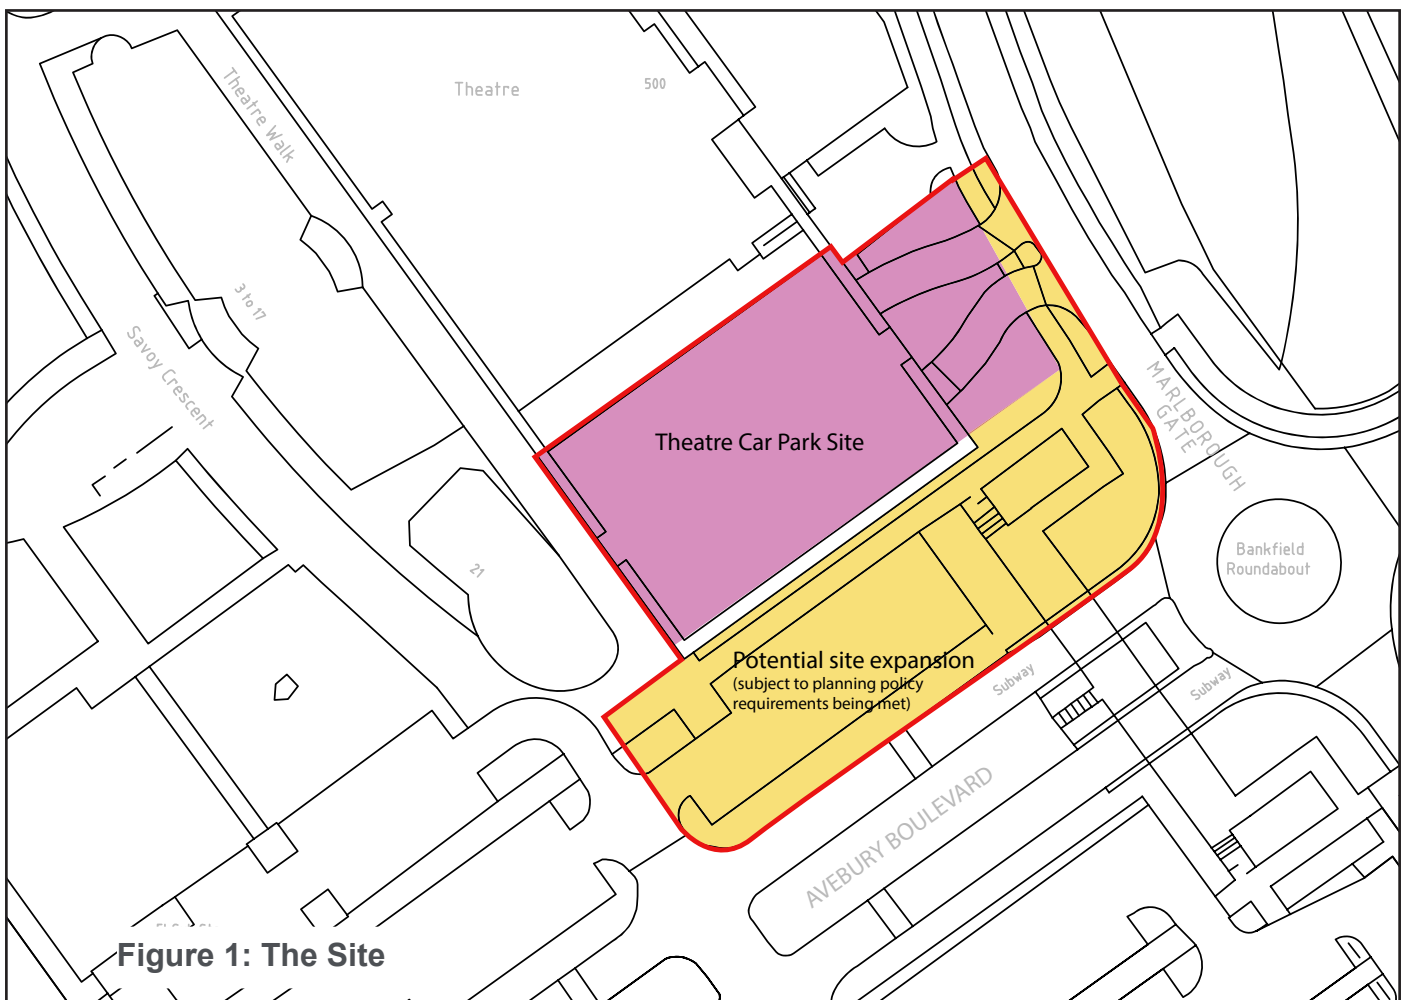 Theatre
500
Theatre Walk
3 to 17
Savoy Crescent
Theatre Car Park Site
MARLBOROUGH
GATE
21
Bankfield
Roundabout
Potential site expansion
(subject to planning policy
requirements being met)
Subway
Subway
AVEBURY BOULEVARD
Figure 1: The Site